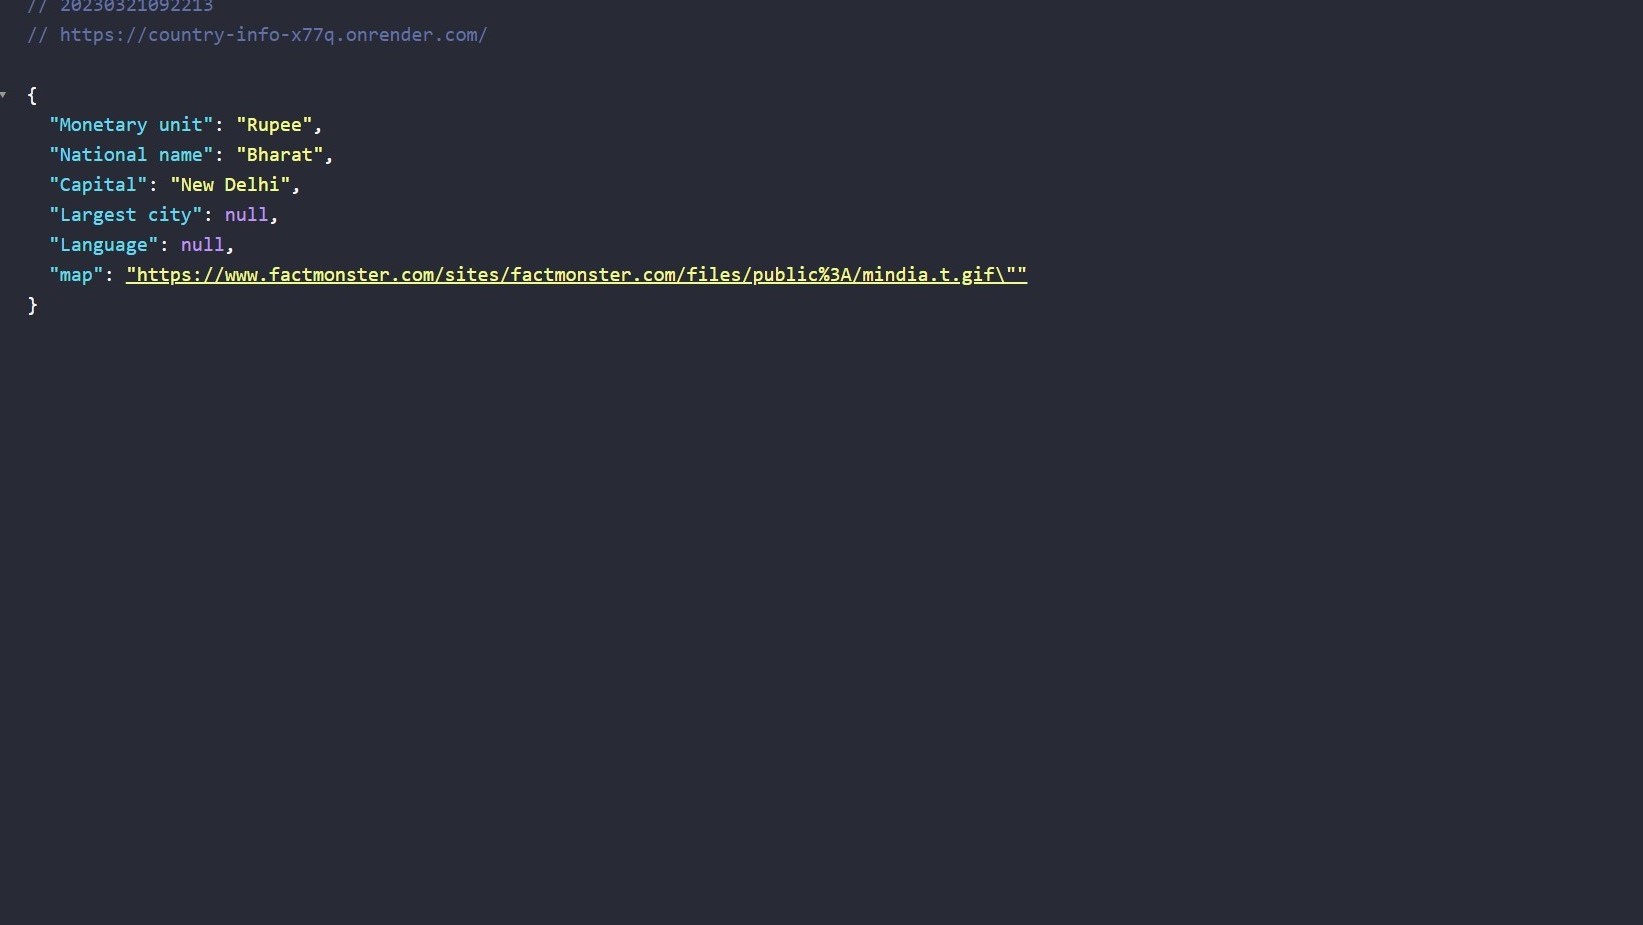 // 20230321092213
// https://country-info-x77q.onrender.com/
{
"Monetary unit": "Rupee",
"National name": "Bharat",
"Capital": "New Delhi",
"Largest city": null,
"Language": null,
"map": "https://www.factmonster.com/sites/factmonster.com/files/public%3A/mindia.t.gif\""
}